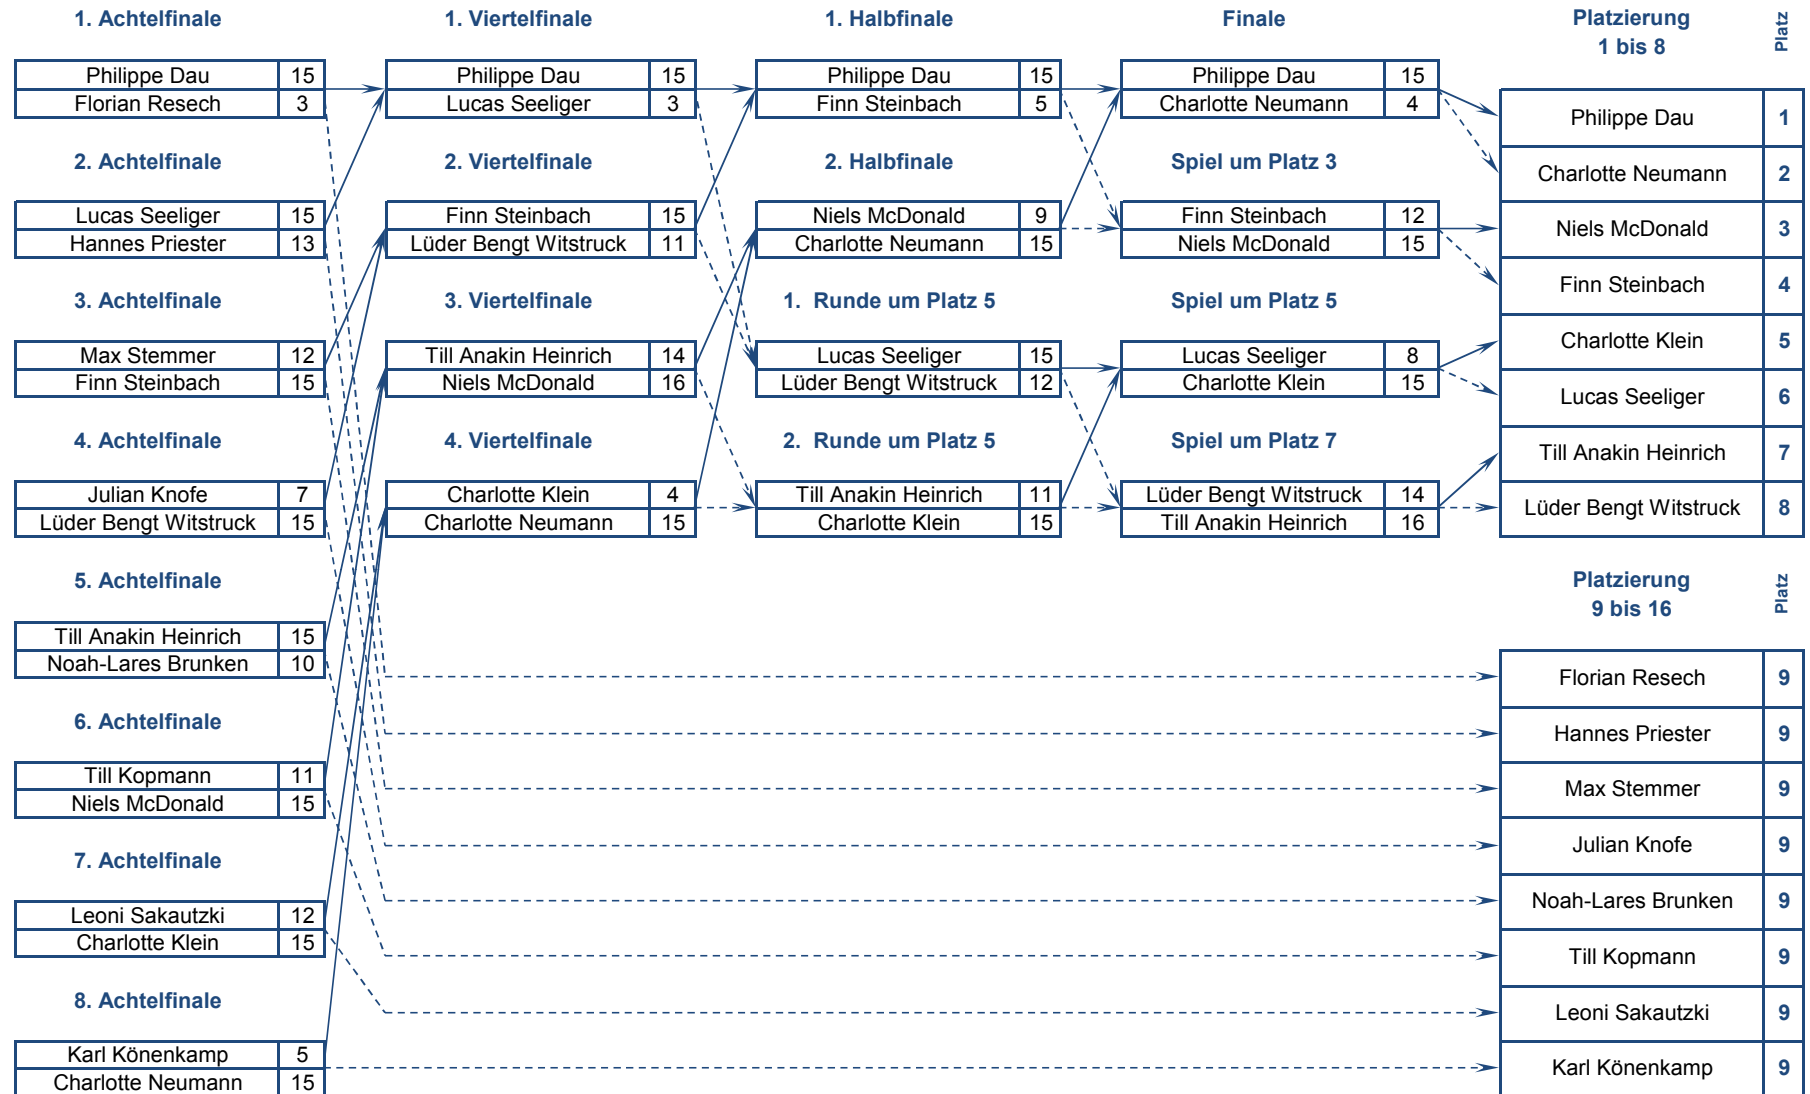 1. Achtelfinale 1. Viertelfinale 1. Halbfinale Finale Platzierung 1 bis 8 Platz
Philippe Dau 15 Philippe Dau 15 Philippe Dau 15 Philippe Dau 15
Florian Resech 3 Lucas Seeliger 3 Finn Steinbach 5 Charlotte Neumann 4
Philippe Dau 1
2. Achtelfinale 2. Viertelfinale 2. Halbfinale Spiel um Platz 3
Charlotte Neumann 2
Lucas Seeliger 15 Finn Steinbach 15 Niels McDonald 9 Finn Steinbach 12
Hannes Priester 13 Lüder Bengt Witstruck 11 Charlotte Neumann 15 Niels McDonald 15
Niels McDonald 3
3. Achtelfinale 3. Viertelfinale 1. Runde um Platz 5 Spiel um Platz 5
Finn Steinbach 4
Max Stemmer 12 Till Anakin Heinrich 14 Lucas Seeliger 15 Lucas Seeliger 8
Finn Steinbach 15 Niels McDonald 16 Lüder Bengt Witstruck 12 Charlotte Klein 15
Charlotte Klein 5
Lucas Seeliger 6
4. Achtelfinale 4. Viertelfinale 2. Runde um Platz 5 Spiel um Platz 7
Till Anakin Heinrich 7
Julian Knofe 7 Charlotte Klein 4 Till Anakin Heinrich 11 Lüder Bengt Witstruck 14
Lüder Bengt Witstruck 15 Charlotte Neumann 15 Charlotte Klein 15 Till Anakin Heinrich 16
Lüder Bengt Witstruck 8
5. Achtelfinale Platzierung 9 bis 16 Platz
Till Anakin Heinrich 15
Noah-Lares Brunken 10
Florian Resech 9
6. Achtelfinale
Hannes Priester 9
Till Kopmann 11
Niels McDonald 15
Max Stemmer 9
7. Achtelfinale
Julian Knofe 9
Leoni Sakautzki 12
Charlotte Klein 15
Noah-Lares Brunken 9
Till Kopmann 9
8. Achtelfinale
Leoni Sakautzki 9
Karl Könenkamp 5
Charlotte Neumann 15
Karl Könenkamp 9